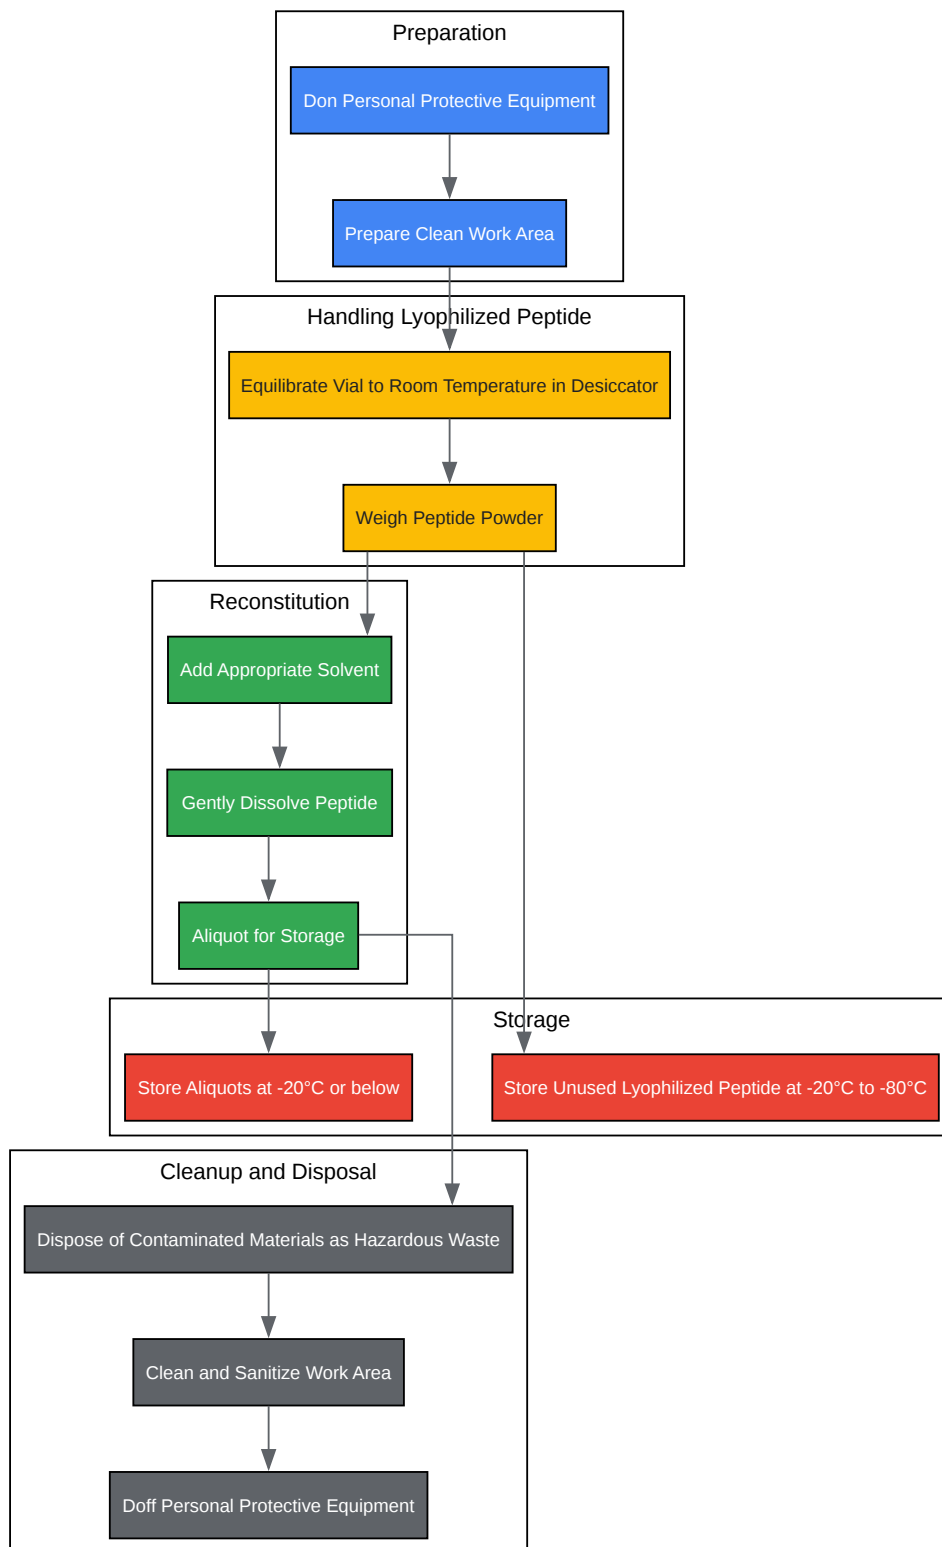 Preparation
Don Personal Protective Equipment
Prepare Clean Work Area
Handling Lyophilized Peptide
Equilibrate Vial to Room Temperature in Desiccator
Weigh Peptide Powder
Reconstitution
Add Appropriate Solvent
Gently Dissolve Peptide
Aliquot for Storage
Storage
Store Aliquots at -20°C or below
Store Unused Lyophilized Peptide at -20°C to -80°C
Cleanup and Disposal
Dispose of Contaminated Materials as Hazardous Waste
Clean and Sanitize Work Area
Doff Personal Protective Equipment